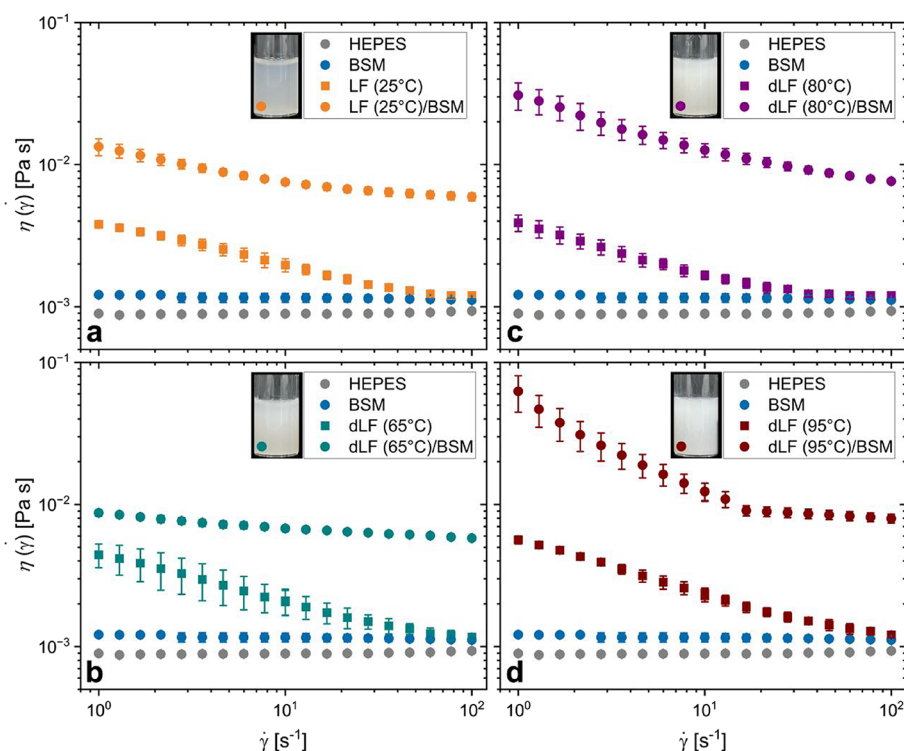 10⁻¹
HEPES
BSM
LF (25°C)
LF (25°C)/BSM
10⁻²
10⁻³
η (γ̇) [Pa s]
a
HEPES
BSM
dLF (80°C)
dLF (80°C)/BSM
c
10⁻¹
HEPES
BSM
dLF (65°C)
dLF (65°C)/BSM
10⁻²
10⁻³
η (γ̇) [Pa s]
b
HEPES
BSM
dLF (95°C)
dLF (95°C)/BSM
d
10⁰ 10¹ 10² 10⁰ 10¹ 10²
γ̇ [s⁻¹] γ̇ [s⁻¹]